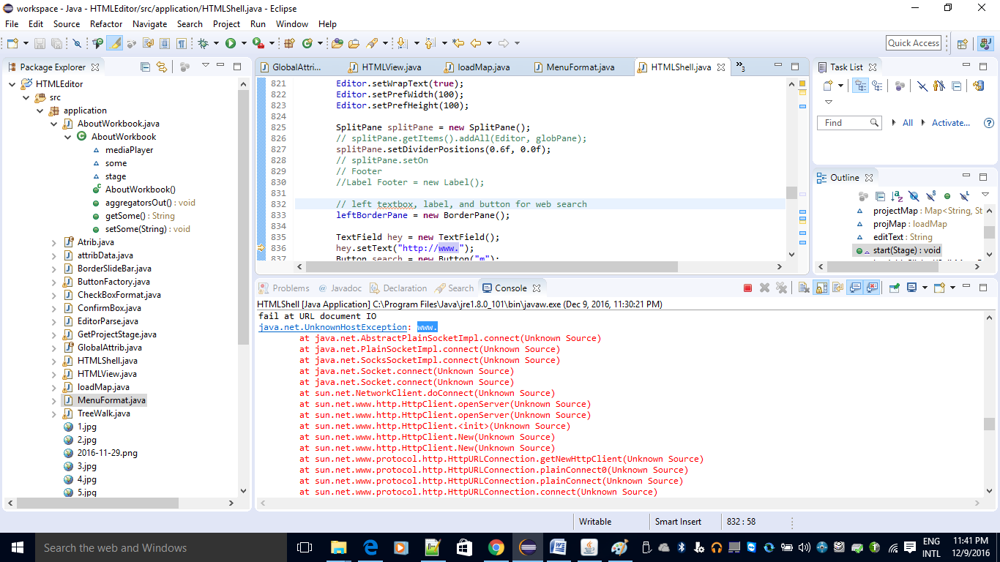 workspace - Java - HTMLEditor/src/application/HTMLShell.java - Eclipse
File Edit Source Refactor Navigate Search Project Run Window Help
Quick Access
Package Explorer
HTMLEditor
src
application
AboutWorkbook.java
AboutWorkbook
mediaPlayer
some
stage
AboutWorkbook()
aggregatorsOut() : void
getSome() : String
setSome(String) : void
Atrib.java
attribData.java
BorderSlideBar.java
ButtonFactory.java
CheckBoxFormat.java
ConfirmBox.java
EditorParse.java
GetProjectStage.java
GlobalAttrib.java
HTMLShell.java
HTMLView.java
loadMap.java
MenuFormat.java
TreeWalk.java
1.jpg
2.jpg
2016-11-29.png
3.jpg
4.jpg
5.jpg
GlobalAttri... HTMLView.java loadMap.java MenuFormat.java HTMLShell.java »3
821 Editor.setWrapText(true);
822 Editor.setPrefWidth(100);
823 Editor.setPrefHeight(100);
824
825 SplitPane splitPane = new SplitPane();
826 // splitPane.getItems().addAll(Editor, globPane);
827 splitPane.setDividerPositions(0.6f, 0.0f);
828 // splitPane.setOn
829 // Footer
830 //Label Footer = new Label();
831
832 // left textbox, label, and button for web search
833 leftBorderPane = new BorderPane();
834
835 TextField hey = new TextField();
836 hey.setText("http://www.");
837 Button search = new Button("m");
Task List
Find All Activate...
Outline
projectMap : Map<String, St
projMap : loadMap
editText : String
start(Stage) : void
Problems @ Javadoc Declaration Search Console
HTMLShell [Java Application] C:\Program Files\Java\jre1.8.0_101\bin\javaw.exe (Dec 9, 2016, 11:30:21 PM)
fail at URL document IO
java.net.UnknownHostException: www.
at java.net.AbstractPlainSocketImpl.connect(Unknown Source)
at java.net.PlainSocketImpl.connect(Unknown Source)
at java.net.SocksSocketImpl.connect(Unknown Source)
at java.net.Socket.connect(Unknown Source)
at java.net.Socket.connect(Unknown Source)
at sun.net.NetworkClient.doConnect(Unknown Source)
at sun.net.www.http.HttpClient.openServer(Unknown Source)
at sun.net.www.http.HttpClient.openServer(Unknown Source)
at sun.net.www.http.HttpClient.<init>(Unknown Source)
at sun.net.www.http.HttpClient.New(Unknown Source)
at sun.net.www.http.HttpClient.New(Unknown Source)
at sun.net.www.protocol.http.HttpURLConnection.getNewHttpClient(Unknown Source)
at sun.net.www.protocol.http.HttpURLConnection.plainConnect0(Unknown Source)
at sun.net.www.protocol.http.HttpURLConnection.plainConnect(Unknown Source)
at sun.net.www.protocol.http.HttpURLConnection.connect(Unknown Source)
Writable Smart Insert 832 : 58
Search the web and Windows
ENG 11:41 PM
INTL 12/9/2016